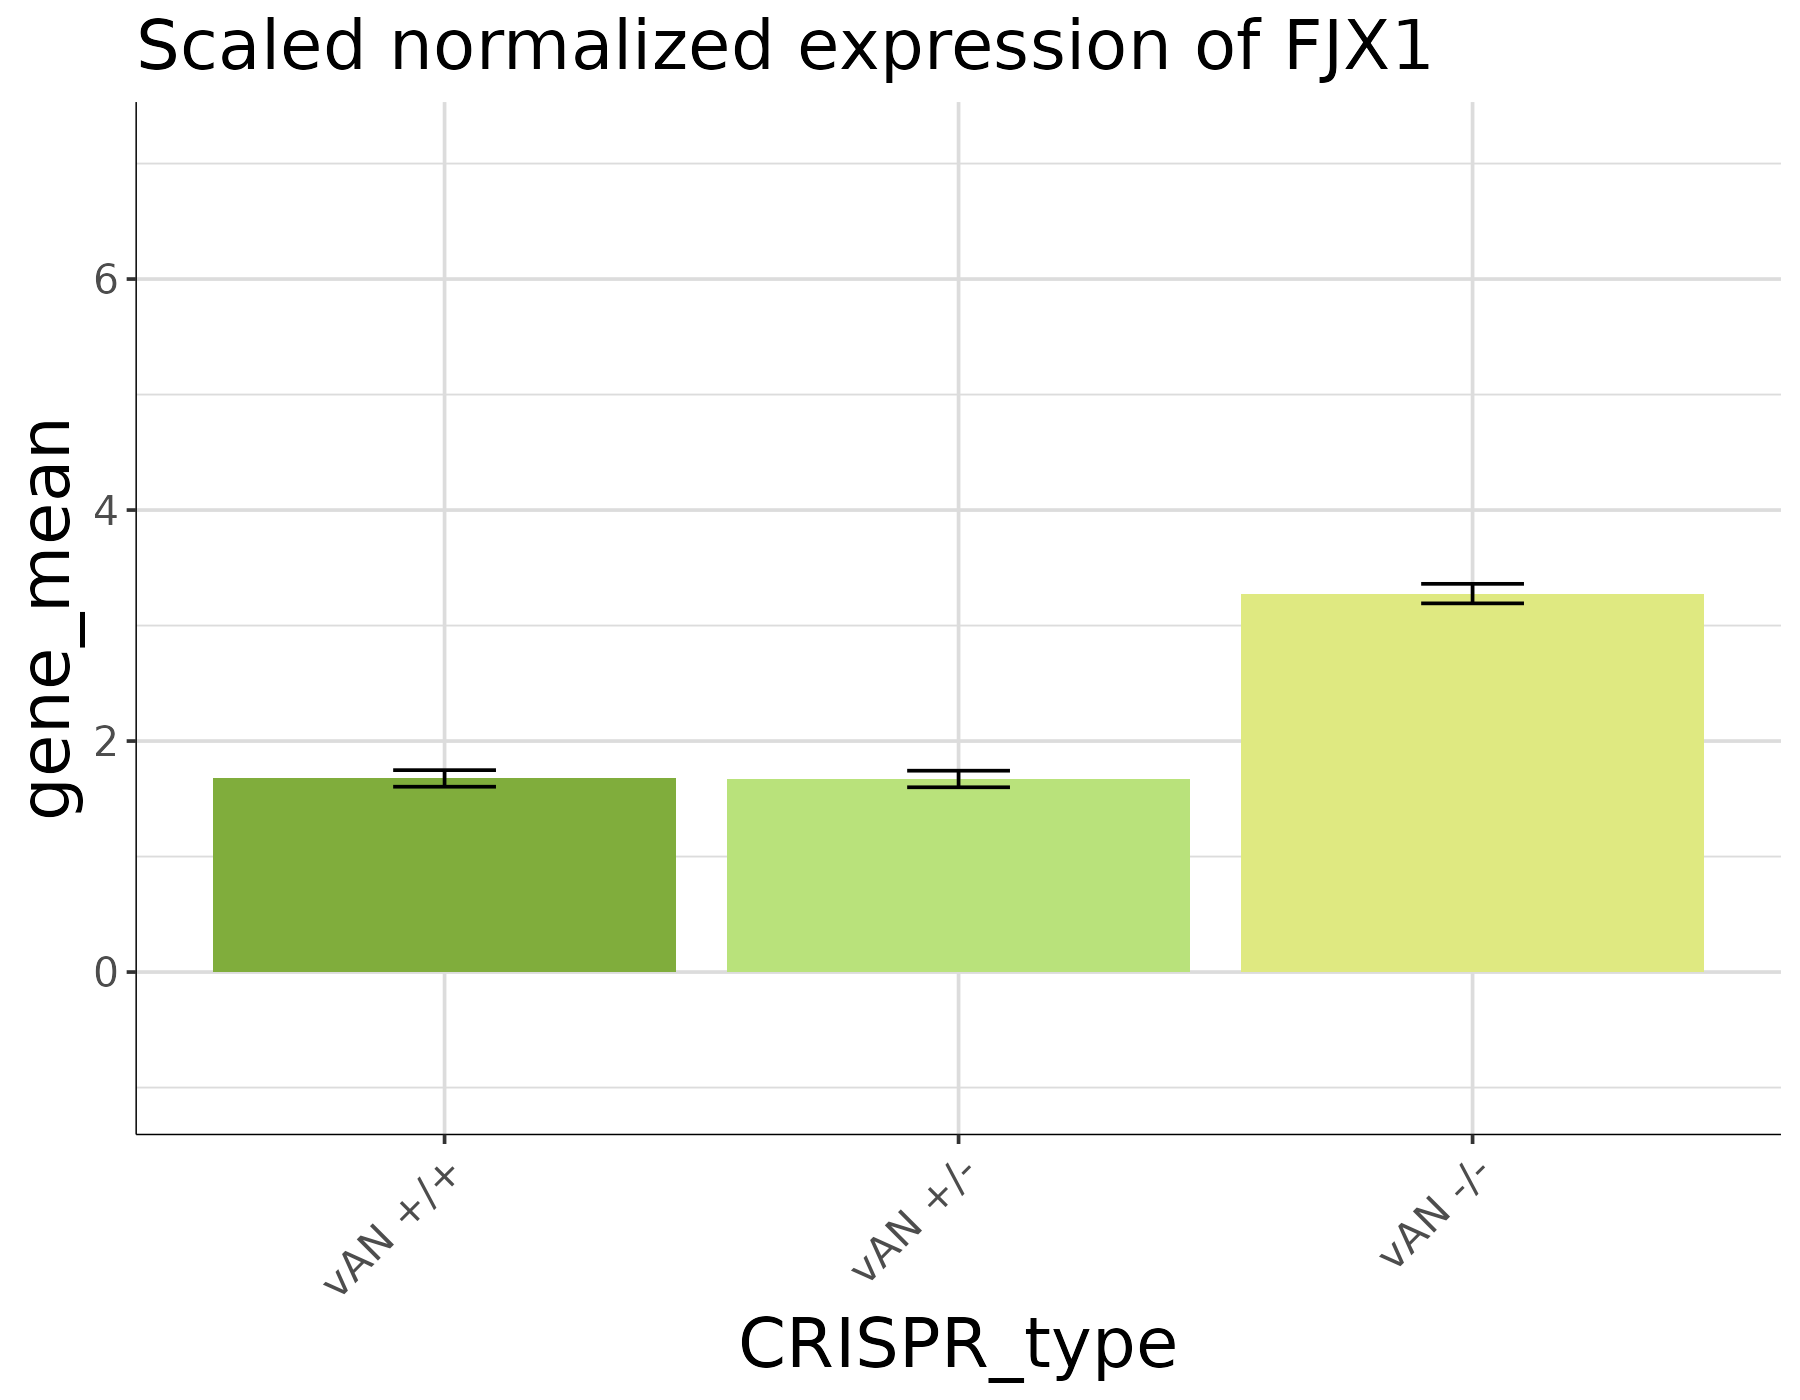 Scaled normalized expression of FJX1
gene_mean
6
4
2
0
vAN +/+
vAN +/-
vAN -/-
CRISPR_type